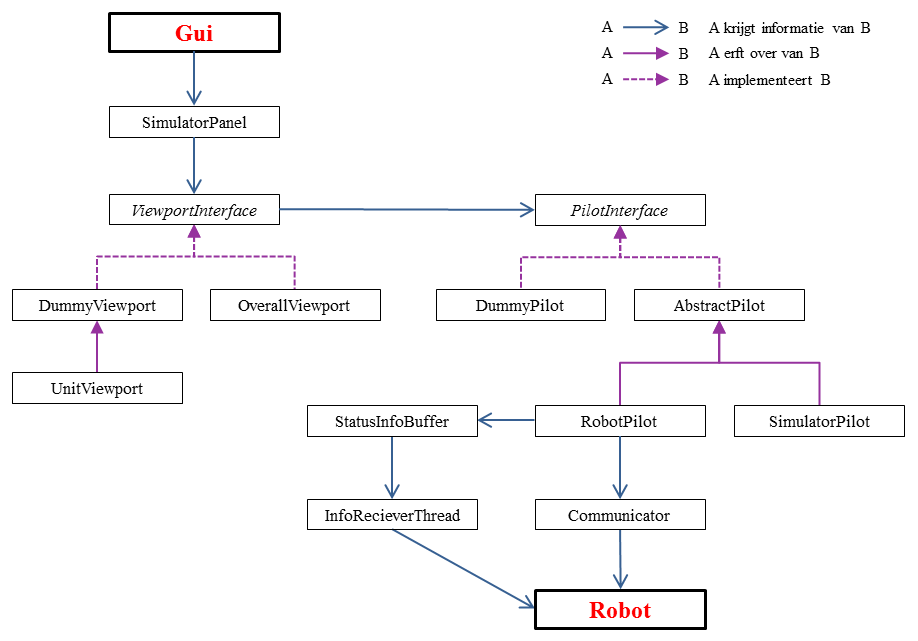 Gui
A B A krijgt informatie van B
A B A erft over van B
A B A implementeert B
SimulatorPanel
ViewportInterface PilotInterface
DummyViewport OverallViewport DummyPilot AbstractPilot
UnitViewport
StatusInfoBuffer RobotPilot SimulatorPilot
InfoRecieverThread Communicator
Robot